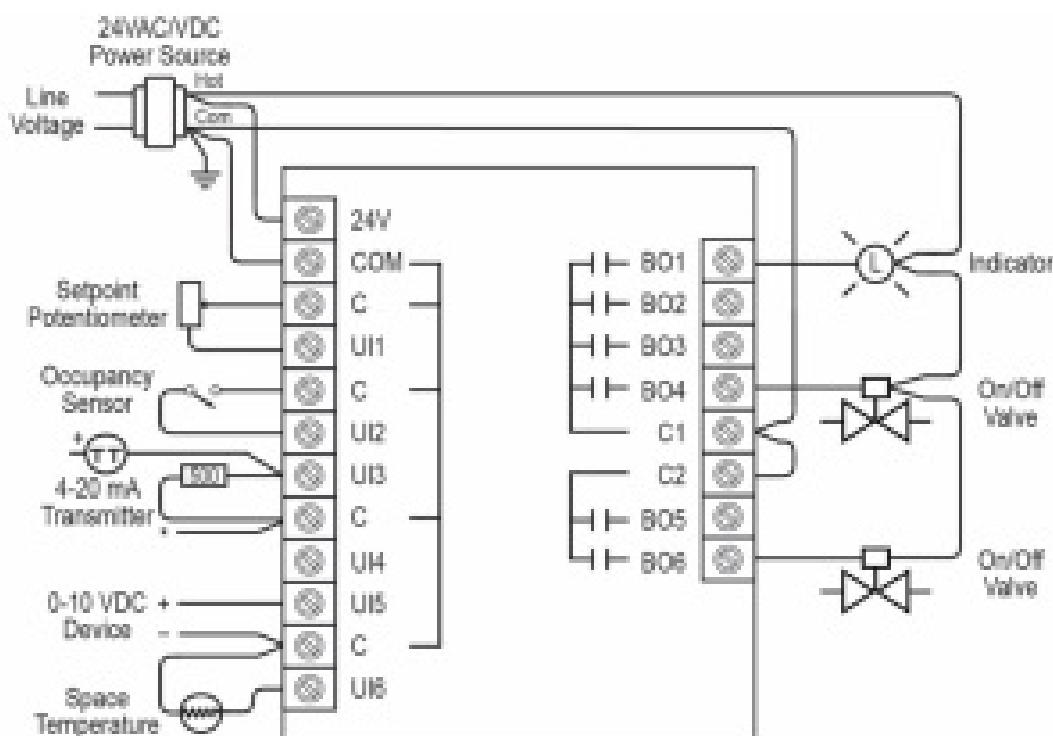 24VAC/VDC
Power Source
Hot
Line
Voltage
Com
24V
COM
Setpoint
Potentiometer
C
UI1
Occupancy
Sensor
C
UI2
+
TT
4-20 mA
Transmitter
500
UI3
C
UI4
0-10 VDC +
Device -
UI5
C
Space
Temperature
UI6
BO1
L
Indicator
BO2
BO3
BO4
On/Off
Valve
C1
C2
BO5
BO6
On/Off
Valve